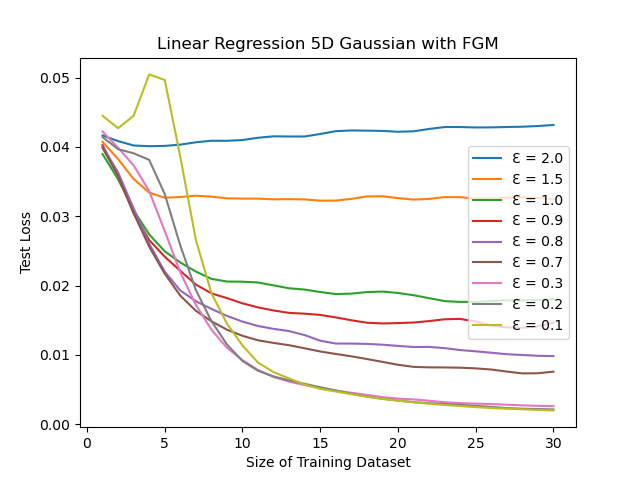 Linear Regression 5D Gaussian with FGM
Test Loss
0.05
0.04
0.03
0.02
0.01
0.00
0
5
10
15
20
25
30
Size of Training Dataset
Ɛ = 2.0
Ɛ = 1.5
Ɛ = 1.0
Ɛ = 0.9
Ɛ = 0.8
Ɛ = 0.7
Ɛ = 0.3
Ɛ = 0.2
Ɛ = 0.1